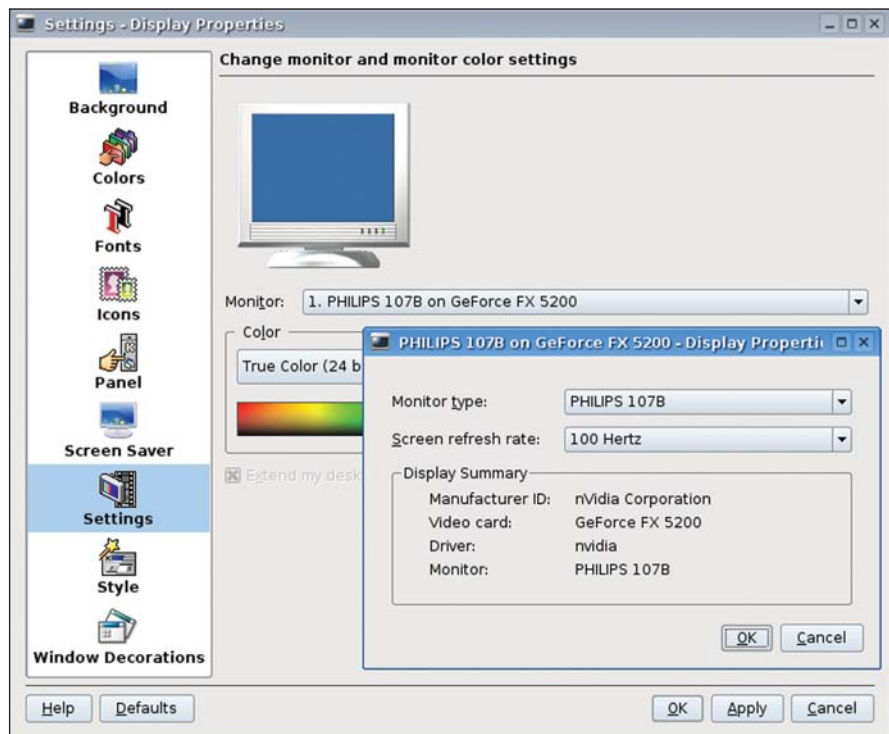 Settings - Display Properties
Change monitor and monitor color settings
Background
Colors
Fonts
Icons
Panel
Screen Saver
Settings
Style
Window Decorations
Monitor: 1. PHILIPS 107B on GeForce FX 5200
Color
True Color (24 b
Extend my desk
PHILIPS 107B on GeForce FX 5200 - Display Properti
Monitor type: PHILIPS 107B
Screen refresh rate: 100 Hertz
Display Summary
Manufacturer ID: nVidia Corporation
Video card: GeForce FX 5200
Driver: nvidia
Monitor: PHILIPS 107B
OK Cancel
Help Defaults OK Apply Cancel